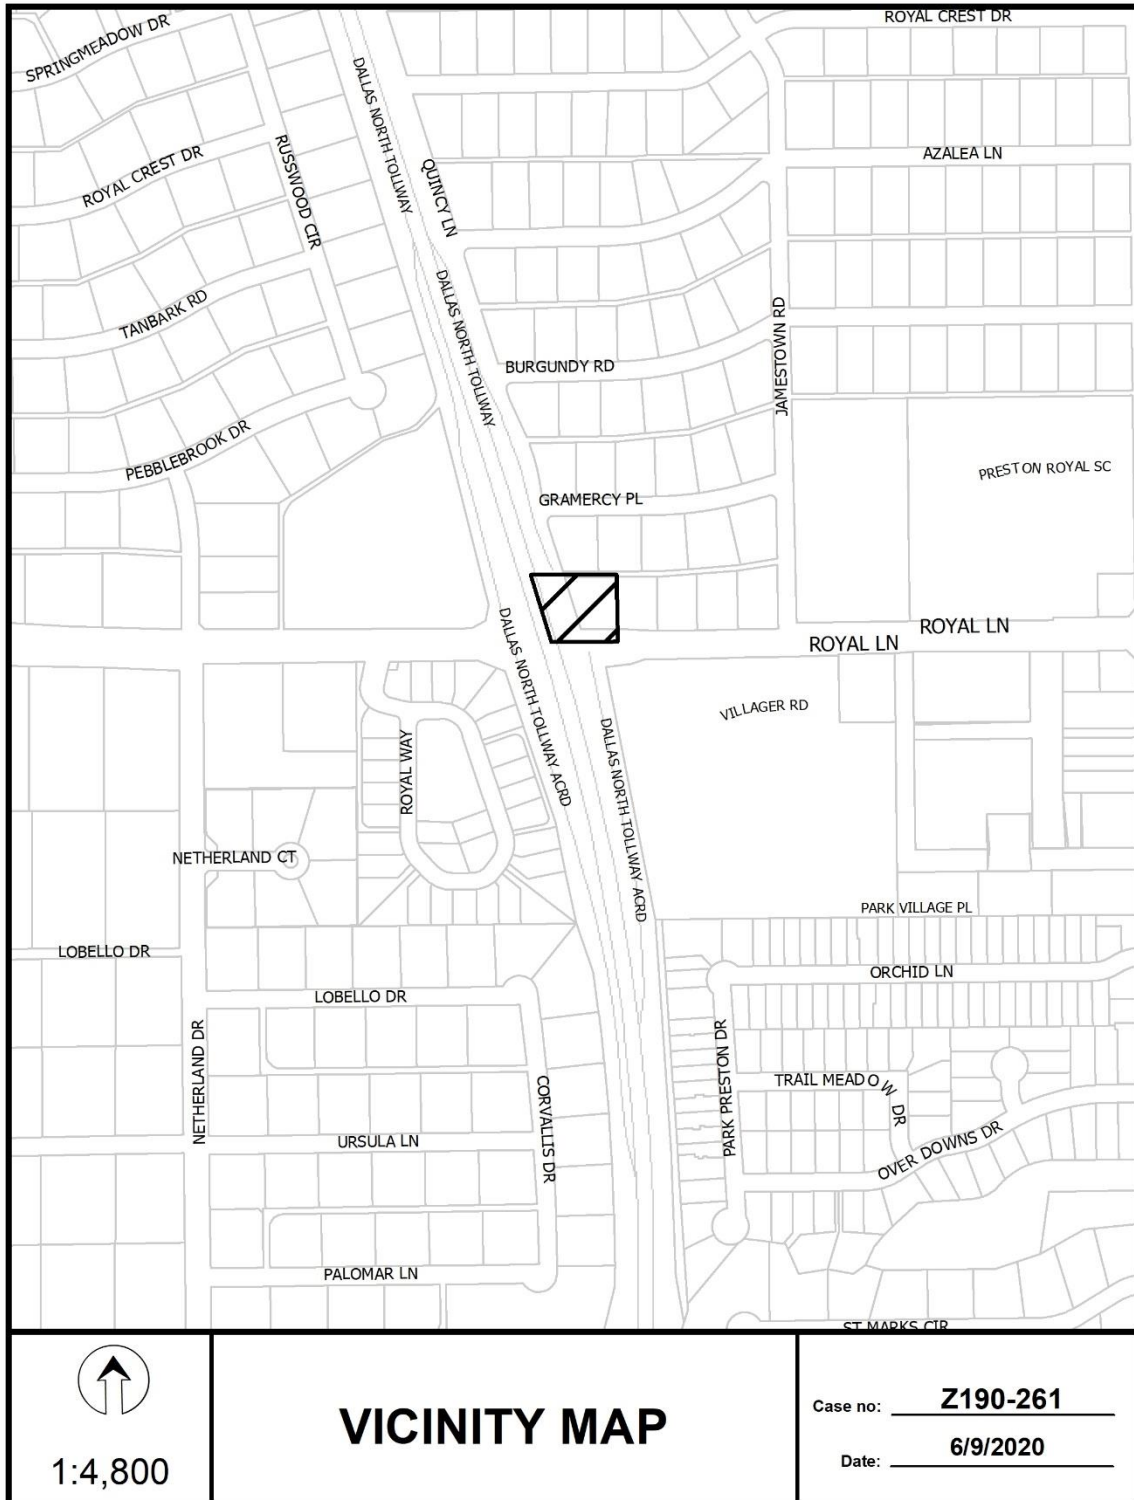 ROYAL CREST DR
SPRINGMEADOW DR
DALLAS NORTH TOLLWAY
AZALEA LN
RUSSWOOD CIR
ROYAL CREST DR
QUINCY LN
DALLAS NORTH TOLLWAY
TANBARK RD
JAMESTOWN RD
BURGUNDY RD
PEBBLEBROOK DR
PRESTON ROYAL SC
GRAMERCY PL
ROYAL LN
ROYAL LN
DALLAS NORTH TOLLWAY ACRD
VILLAGER RD
DALLAS NORTH TOLLWAY ACRD
ROYAL WAY
NETHERLAND CT
PARK VILLAGE PL
LOBELLO DR
ORCHID LN
LOBELLO DR
NETHERLAND DR
PARK PRESTON DR
TRAIL MEADOW DR
CORVALLIS DR
URSULA LN
OVER DOWNS DR
PALOMAR LN
ST MARKS CIR
1:4,800
VICINITY MAP
Case no: Z190-261
Date: 6/9/2020